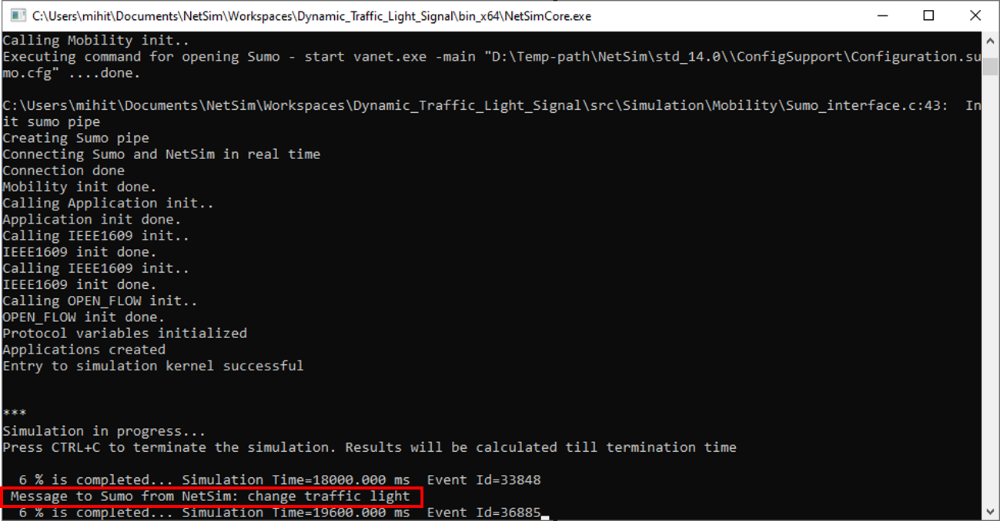 C:\Users\mihit\Documents\NetSim\Workspaces\Dynamic_Traffic_Light_Signal\bin_x64\NetSimCore.exe
Calling Mobility init..
Executing command for opening Sumo - start vanet.exe -main "D:\Temp-path\NetSim\std_14.0\\ConfigSupport\Configuration.su
mo.cfg" ....done.
C:\Users\mihit\Documents\NetSim\Workspaces\Dynamic_Traffic_Light_Signal\src\Simulation\Mobility\Sumo_interface.c:43:  In
it sumo pipe
Creating Sumo pipe
Connecting Sumo and NetSim in real time
Connection done
Mobility init done.
Calling Application init..
Application init done.
Calling IEEE1609 init..
IEEE1609 init done.
Calling IEEE1609 init..
IEEE1609 init done.
Calling OPEN_FLOW init..
OPEN_FLOW init done.
Protocol variables initialized
Applications created
Entry to simulation kernel successful
***
Simulation in progress...
Press CTRL+C to terminate the simulation. Results will be calculated till termination time
6 % is completed... Simulation Time=18000.000 ms  Event Id=33848
Message to Sumo from NetSim: change traffic light
6 % is completed... Simulation Time=19600.000 ms  Event Id=36885